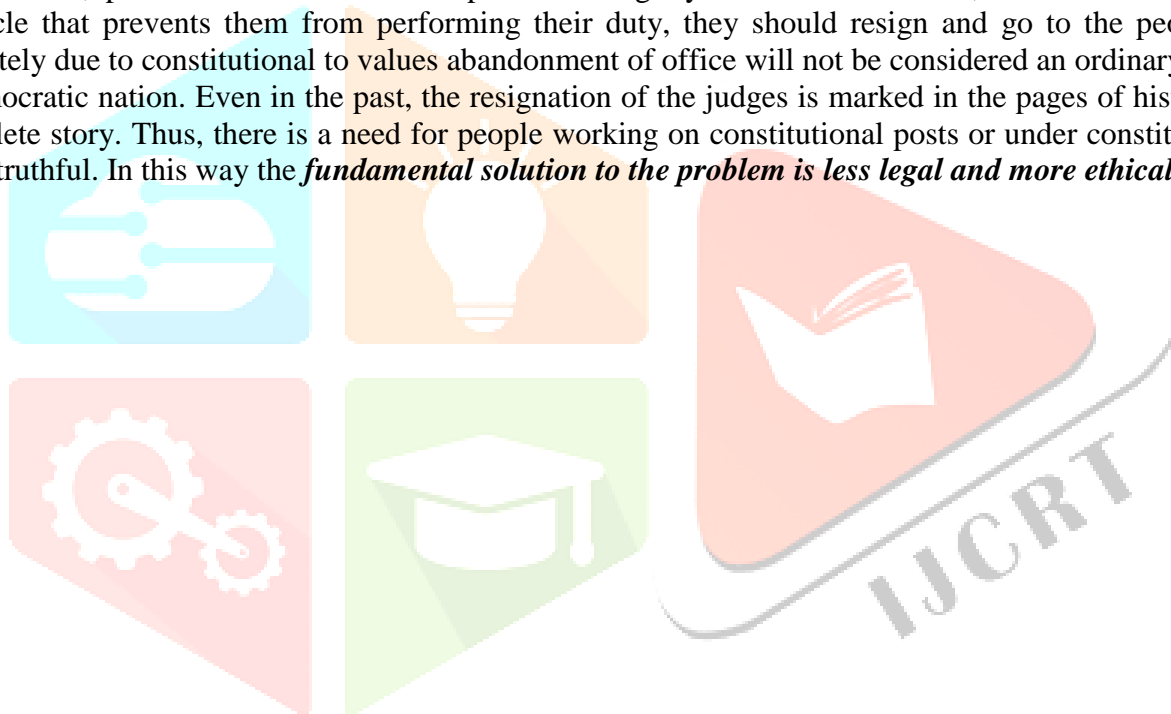 cle that prevents them from performing their duty, they should resign and go to the pe
tely due to constitutional to values abandonment of office will not be considered an ordinary
ocratic nation. Even in the past, the resignation of the judges is marked in the pages of his
lete story. Thus, there is a need for people working on constitutional posts or under constit
truthful. In this way the fundamental solution to the problem is less legal and more ethical
IJCRT